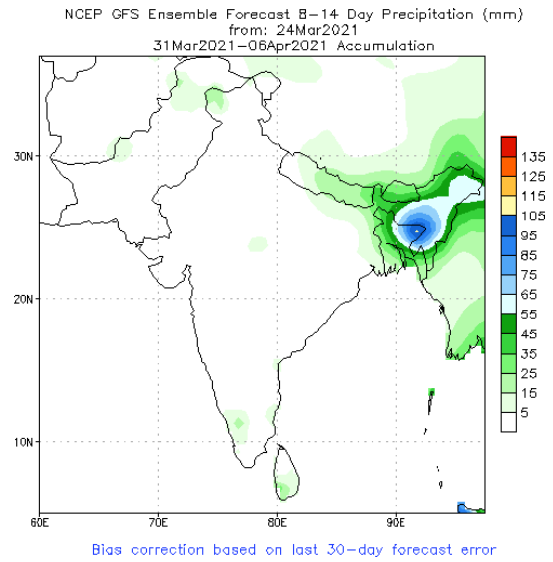 NCEP GFS Ensemble Forecast 8-14 Day Precipitation (mm)
from: 24Mar2021
31Mar2021-06Apr2021 Accumulation
30N
20N
10N
60E
70E
80E
90E
135
125
115
105
95
85
75
65
55
45
35
25
15
5
Bias correction based on last 30-day forecast error